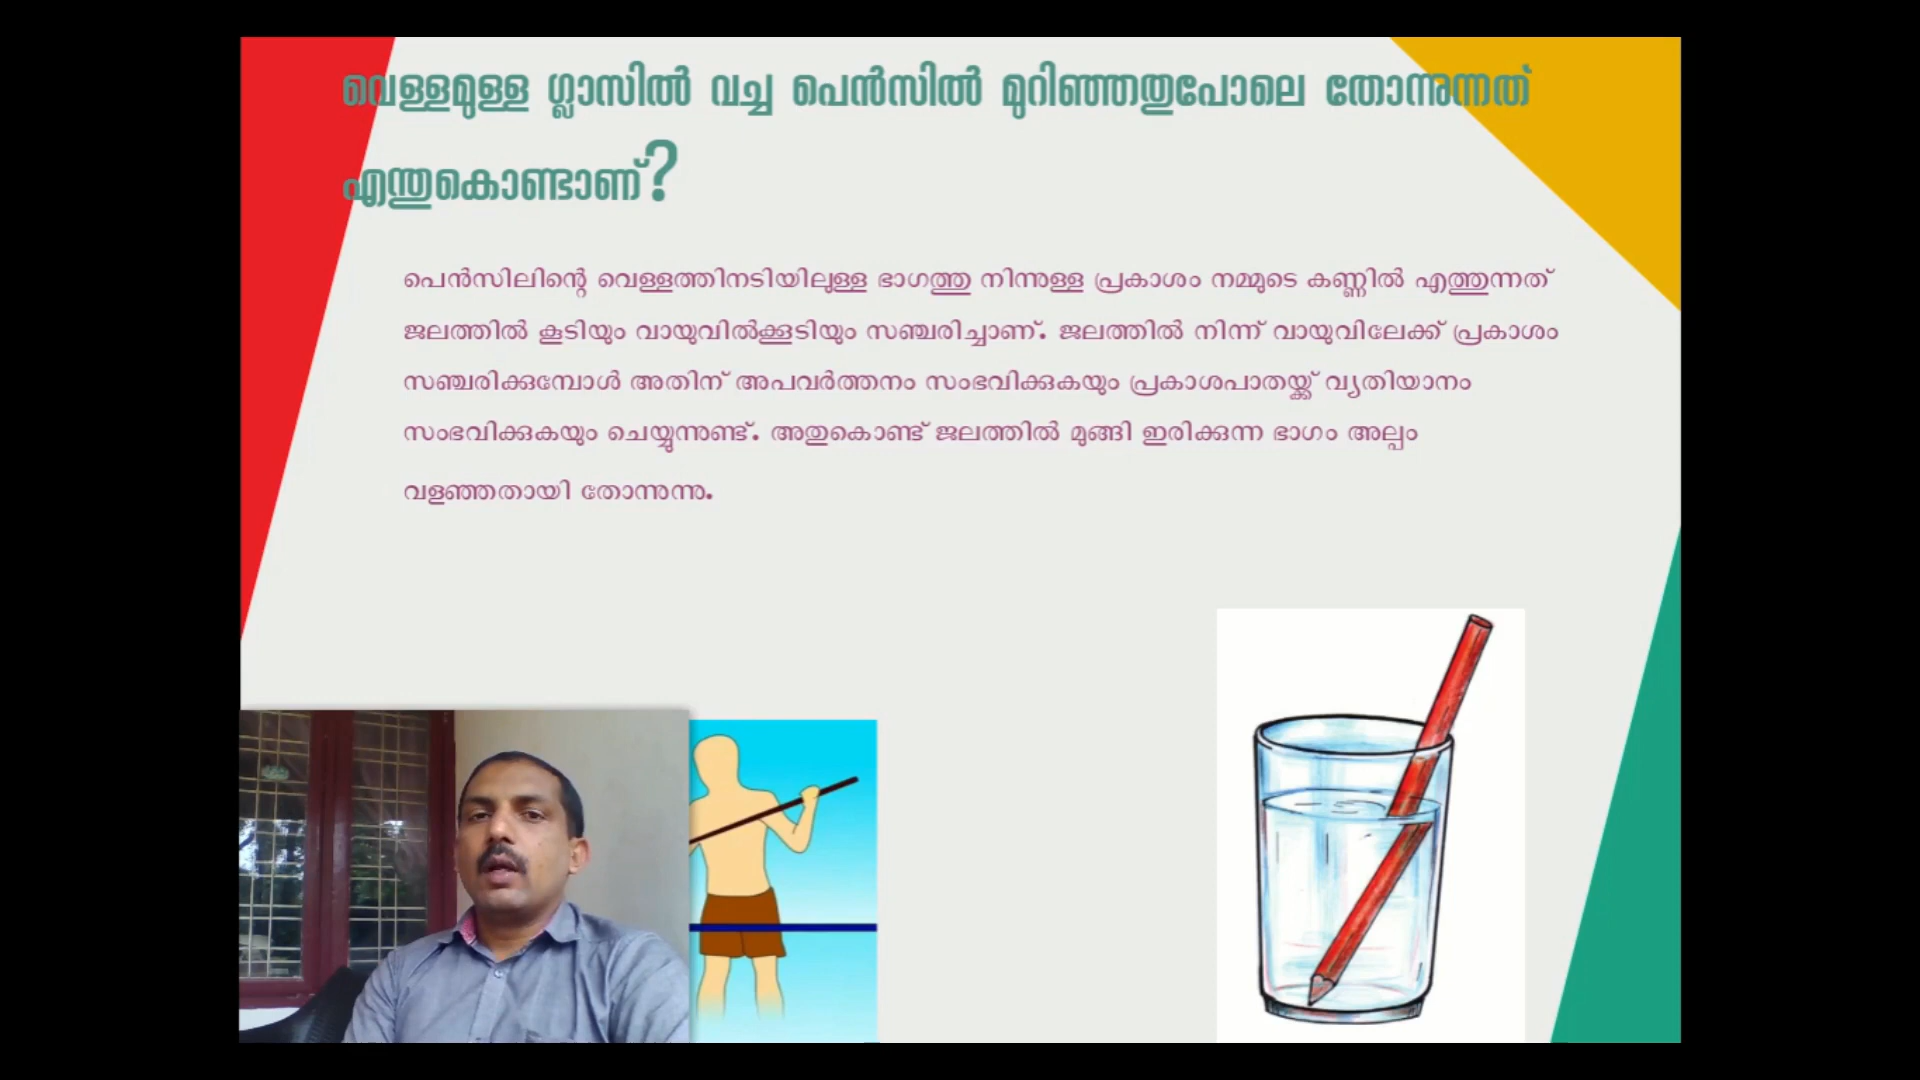 വെള്ളമുള്ള ഗ്ലാസിൽ വച്ച പെൻസിൽ മുറിഞ്ഞതുപോലെ തോന്നുന്നത്
എന്തുകൊണ്ടാണ്?
പെൻസിലിന്റെ വെള്ളത്തിനടിയിലുള്ള ഭാഗത്തു നിന്നുള്ള പ്രകാശം നമ്മുടെ കണ്ണിൽ എത്തുന്നത്
ജലത്തിൽ കൂടിയും വായുവിൽക്കൂടിയും സഞ്ചരിച്ചാണ്. ജലത്തിൽ നിന്ന് വായുവിലേക്ക് പ്രകാശം
സഞ്ചരിക്കുമ്പോൾ അതിന് അപവർത്തനം സംഭവിക്കുകയും പ്രകാശപാതയ്ക്ക് വ്യതിയാനം
സംഭവിക്കുകയും ചെയ്യുന്നുണ്ട്. അതുകൊണ്ട് ജലത്തിൽ മുങ്ങി ഇരിക്കുന്ന ഭാഗം അല്പം
വളഞ്ഞതായി തോന്നുന്നു.